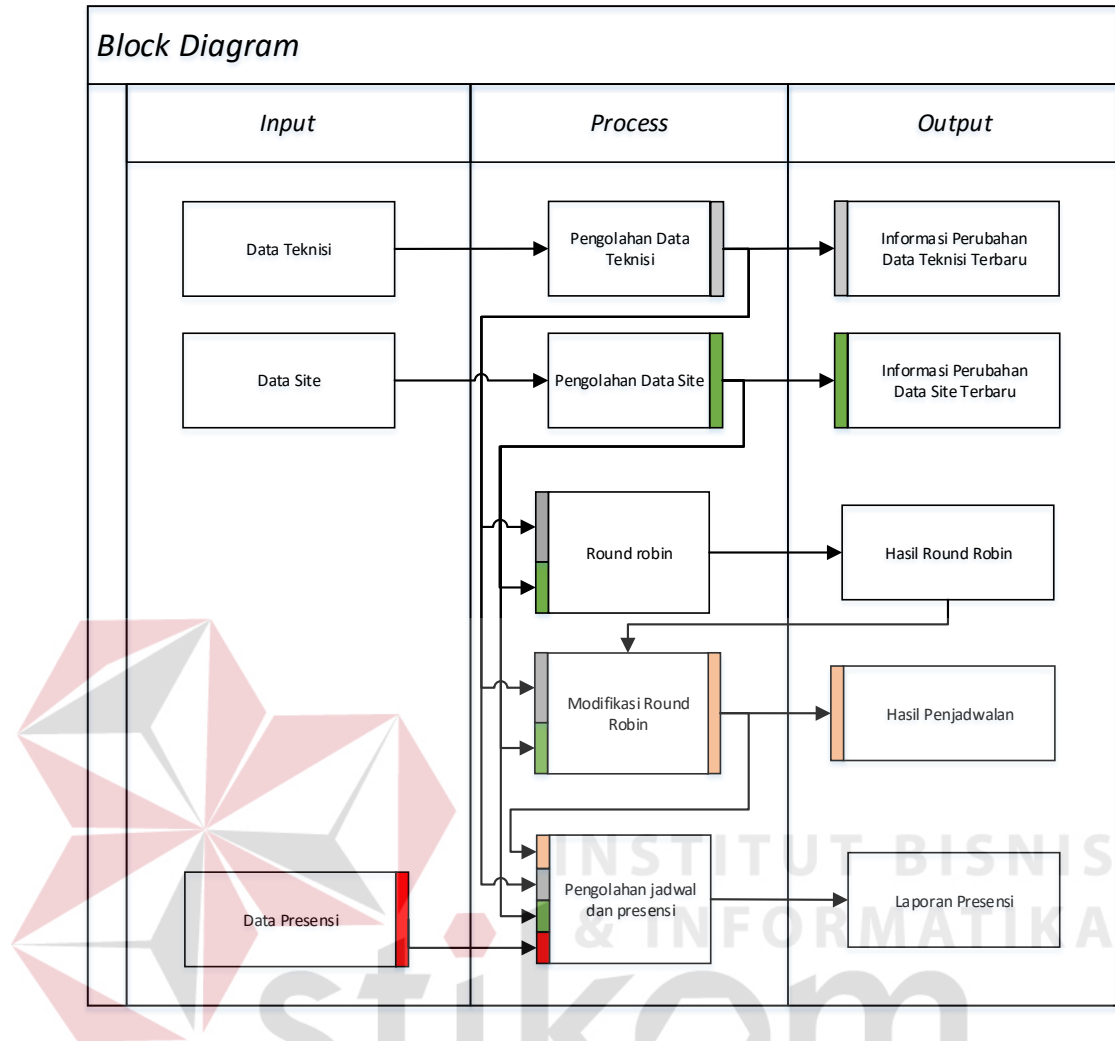 Block Diagram
Input
Process
Output
Data Teknisi
Pengolahan Data
Teknisi
Informasi Perubahan
Data Teknisi Terbaru
Data Site
Pengolahan Data Site
Informasi Perubahan
Data Site Terbaru
Round robin
Hasil Round Robin
Modifikasi Round
Robin
Hasil Penjadwalan
INSTITUT BISNIS
& INFORMATIKA
Data Presensi
Pengolahan jadwal
dan presensi
Laporan Presensi
stikom